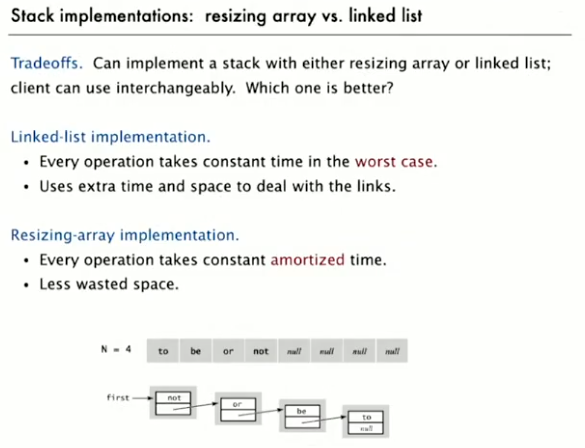 Stack implementations: resizing array vs. linked list
Tradeoffs. Can implement a stack with either resizing array or linked list;
client can use interchangeably. Which one is better?
Linked-list implementation.
• Every operation takes constant time in the worst case.
• Uses extra time and space to deal with the links.
Resizing-array implementation.
• Every operation takes constant amortized time.
• Less wasted space.
N = 4 to be or not null null null null
first not
or
be
to
null